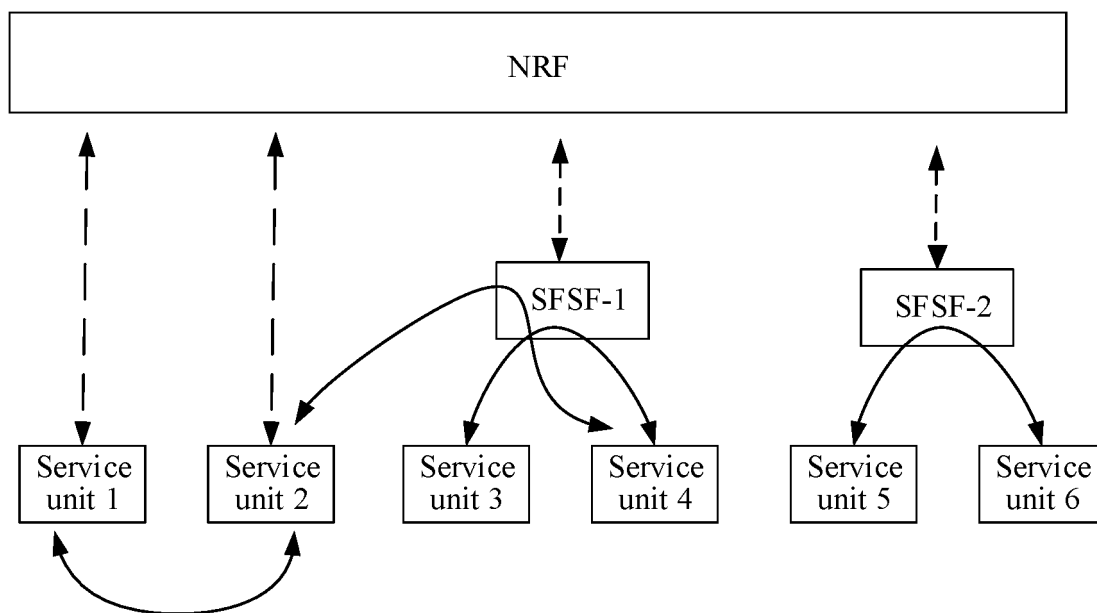 NRF
SFSF-1
SFSF-2
Service
unit 1
Service
unit 2
Service
unit 3
Service
unit 4
Service
unit 5
Service
unit 6